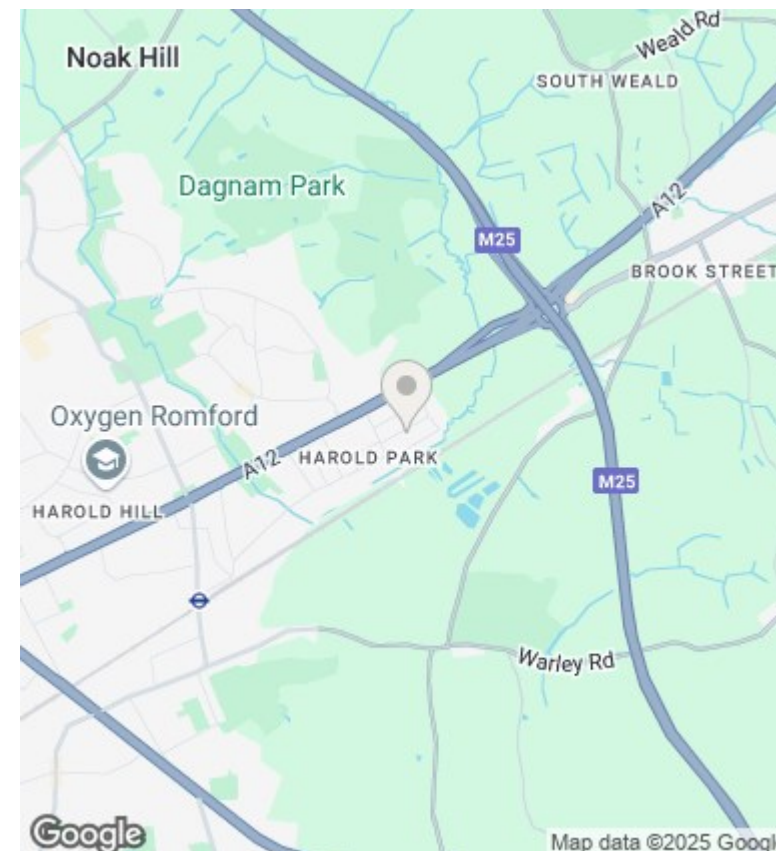 Noak Hill
Weald Rd
SOUTH WEALD
Dagnam Park
A12
M25
BROOK STREET
Oxygen Romford
A12
HAROLD PARK
M25
HAROLD HILL
Warley Rd
Google
Map data ©2025 Googl